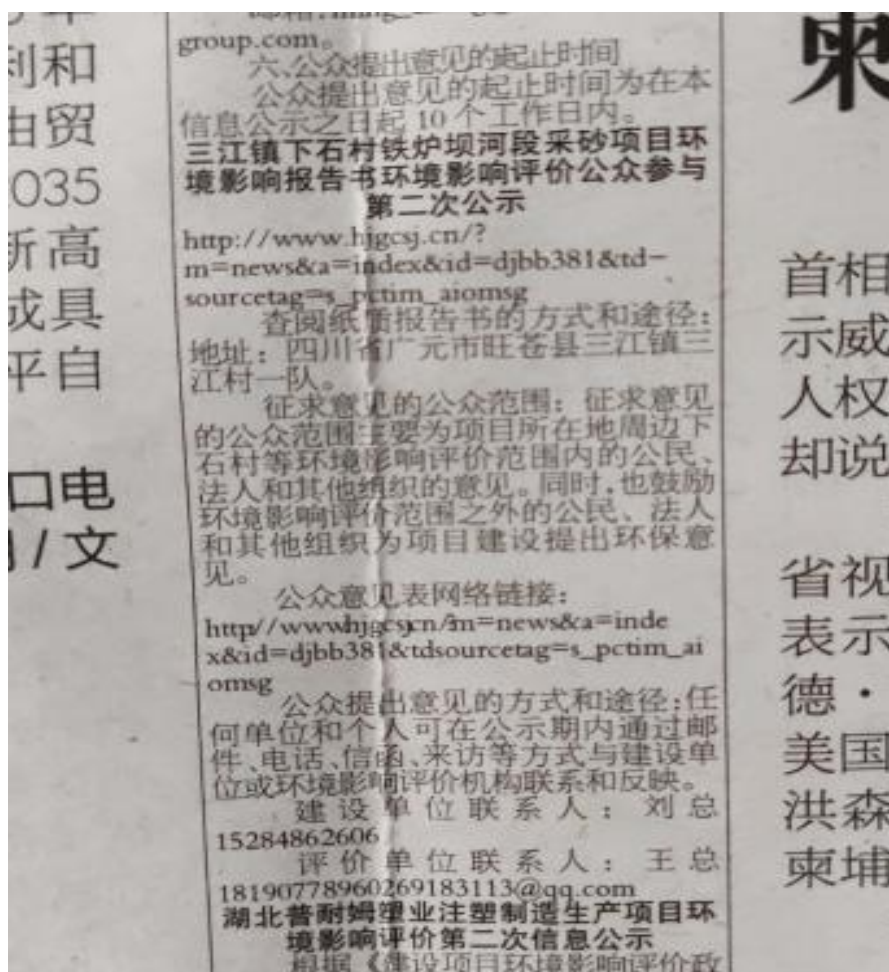 group.com。
六、公众提出意见的起止时间
公众提出意见的起止时间为在本
信息公示之日起 10 个工作日内。
三江镇下石村铁炉坝河段采砂项目环
境影响报告书环境影响评价公众参与
第二次公示
http://www.hjgcsj.cn/?
m=news&a=index&id=djbb381&td-
sourcetag=s_pctim_aiomsg
查阅纸质报告书的方式和途径：
地址：四川省广元市旺苍县三江镇三
江村一队。
征求意见的公众范围：征求意见
的公众范围主要为项目所在地周边下
石村等环境影响评价范围内的公民、
法人和其他组织的意见。同时,也鼓励
环境影响评价范围之外的公民、法人
和其他组织为项目建设提出环保意
见。
公众意见表网络链接：
http//wwwhjgcsjcn/?m=news&a=inde
x&id=djbb381&tdsourcetag=s_pctim_ai
omsg
公众提出意见的方式和途径:任
何单位和个人可在公示期内通过邮
件、电话、信函、来访等方式与建设单
位或环境影响评价机构联系和反映。
建设单位联系人：刘总
15284862606
评价单位联系人：王总
18190778960269183113@qq.com
湖北普耐姆塑业注塑制造生产项目环
境影响评价第二次信息公示
根据《建设项目环境影响评价政
利和
由贸
035
新高
成具
平自
口电
/文
柬
首相
示威
人权
却说
省视
表示
德·
美国
洪森
柬埔